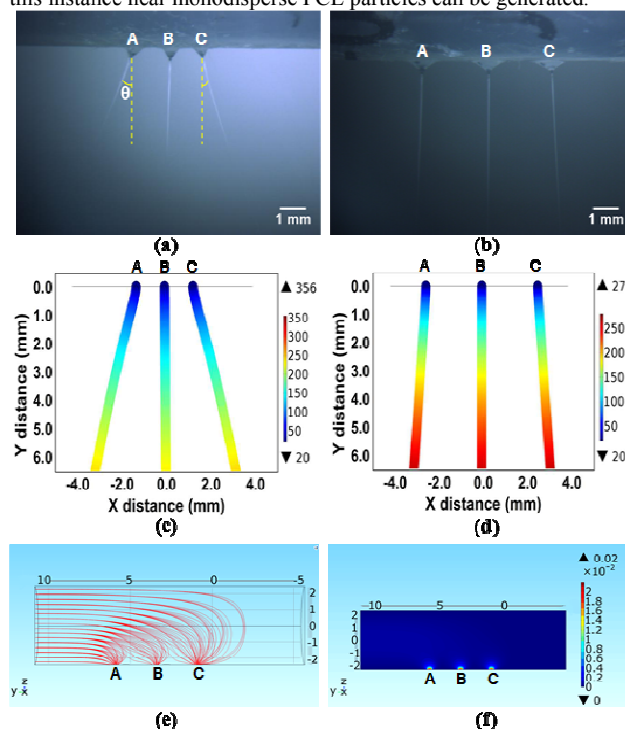 this distance near monodisperse PCL particles can be generated.
A B C
θ
1 mm
(a)
A B C
1 mm
(b)
A B C
0.0
1.0
2.0
3.0
4.0
5.0
6.0
Y distance (mm)
-4.0 -2.0 0.0 2.0 4.0
X distance (mm)
▲ 356
350
300
250
200
150
100
50
▼ 20
(c)
A B C
0.0
1.0
2.0
3.0
4.0
5.0
6.0
Y distance (mm)
-4.0 -2.0 0.0 2.0 4.0
X distance (mm)
▲ 27
250
200
150
100
50
▼ 20
(d)
10 5 0 -5
2
1
0
-1
-2
A B C
y z x
(e)
-10 5 0
2
1
0
-1
-2
A B C
y z x
▲ 0.02
×10⁻²
2
1.8
1.6
1.4
1.2
1
0.8
0.6
0.4
0.2
0
▼ 0
(f)